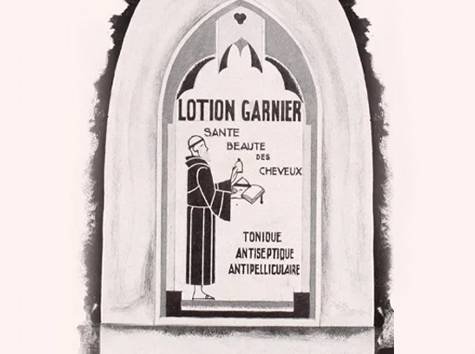 LOTION GARNIER
SANTE
BEAUTE
DES
CHEVEUX
TONIQUE
ANTISEPTIQUE
ANTIPELLICULAIRE